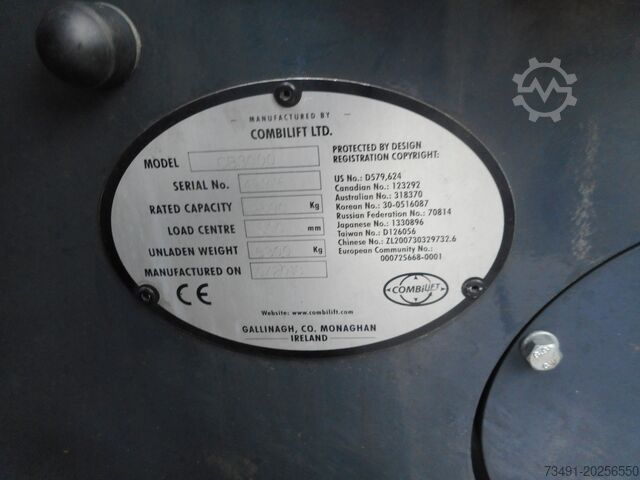 MANUFACTURED BY
COMBILIFT LTD.
MODEL CB3000
SERIAL No.
RATED CAPACITY Kg
LOAD CENTRE mm
UNLADEN WEIGHT Kg
MANUFACTURED ON
CE
PROTECTED BY DESIGN
REGISTRATION COPYRIGHT:
US No.: D579,624
Canadian No.: 123292
Australian No.: 318370
Korean No.: 30-0516087
Russian Federation No.: 70814
Japanese No.: 1330896
Taiwan No.: D126056
Chinese No.: ZL200730329732.6
European Community No.:
000725668-0001
COMBiLiFT
Website: www.combilift.com
GALLINAGH, CO. MONAGHAN
IRELAND
73491-20256550